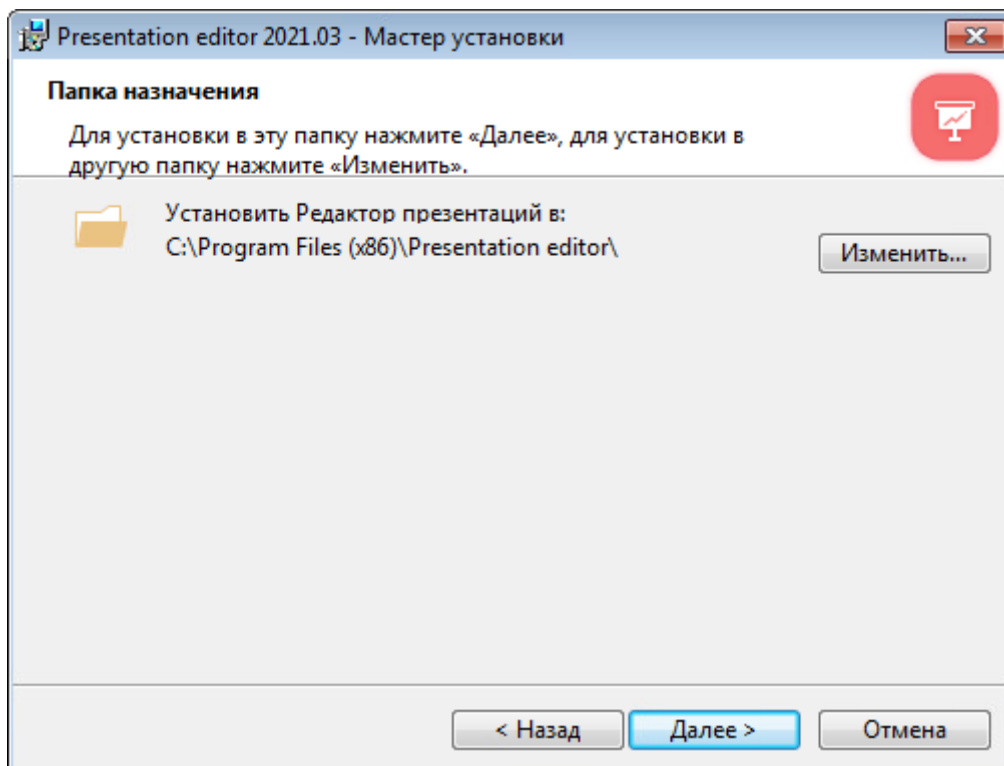 Presentation editor 2021.03 - Мастер установки
Папка назначения
Для установки в эту папку нажмите «Далее», для установки в
другую папку нажмите «Изменить».
Установить Редактор презентаций в:
C:\Program Files (x86)\Presentation editor\
Изменить...
< Назад
Далее >
Отмена